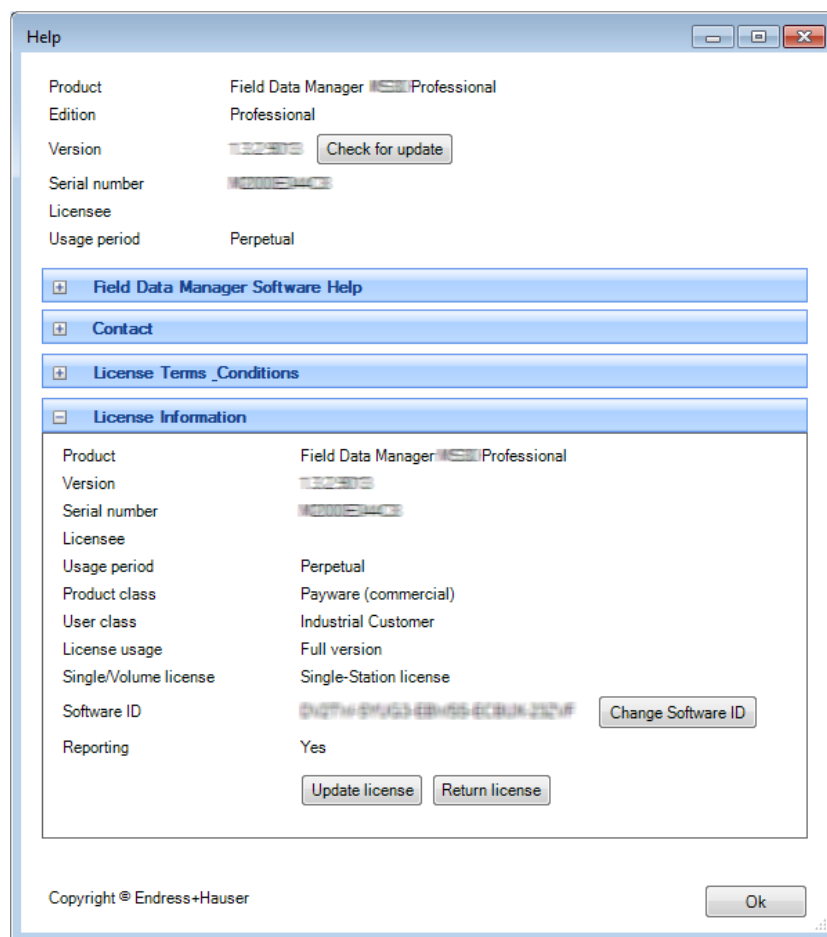 Help
Product Field Data Manager Professional
Edition Professional
Version Check for update
Serial number
Licensee
Usage period Perpetual
Field Data Manager Software Help
Contact
License Terms _Conditions
License Information
Product Field Data Manager Professional
Version
Serial number
Licensee
Usage period Perpetual
Product class Payware (commercial)
User class Industrial Customer
License usage Full version
Single/Volume license Single-Station license
Software ID Change Software ID
Reporting Yes
Update license Return license
Copyright © Endress+Hauser Ok